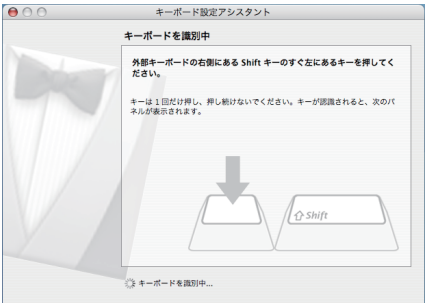 キーボード設定アシスタント
キーボードを識別中
外部キーボードの右側にある Shift キーのすぐ左にあるキーを押してく
ださい。
キーは 1 回だけ押し、押し続けないでください。キーが認識されると、次のパ
ネルが表示されます。
Shift
キーボードを識別中...